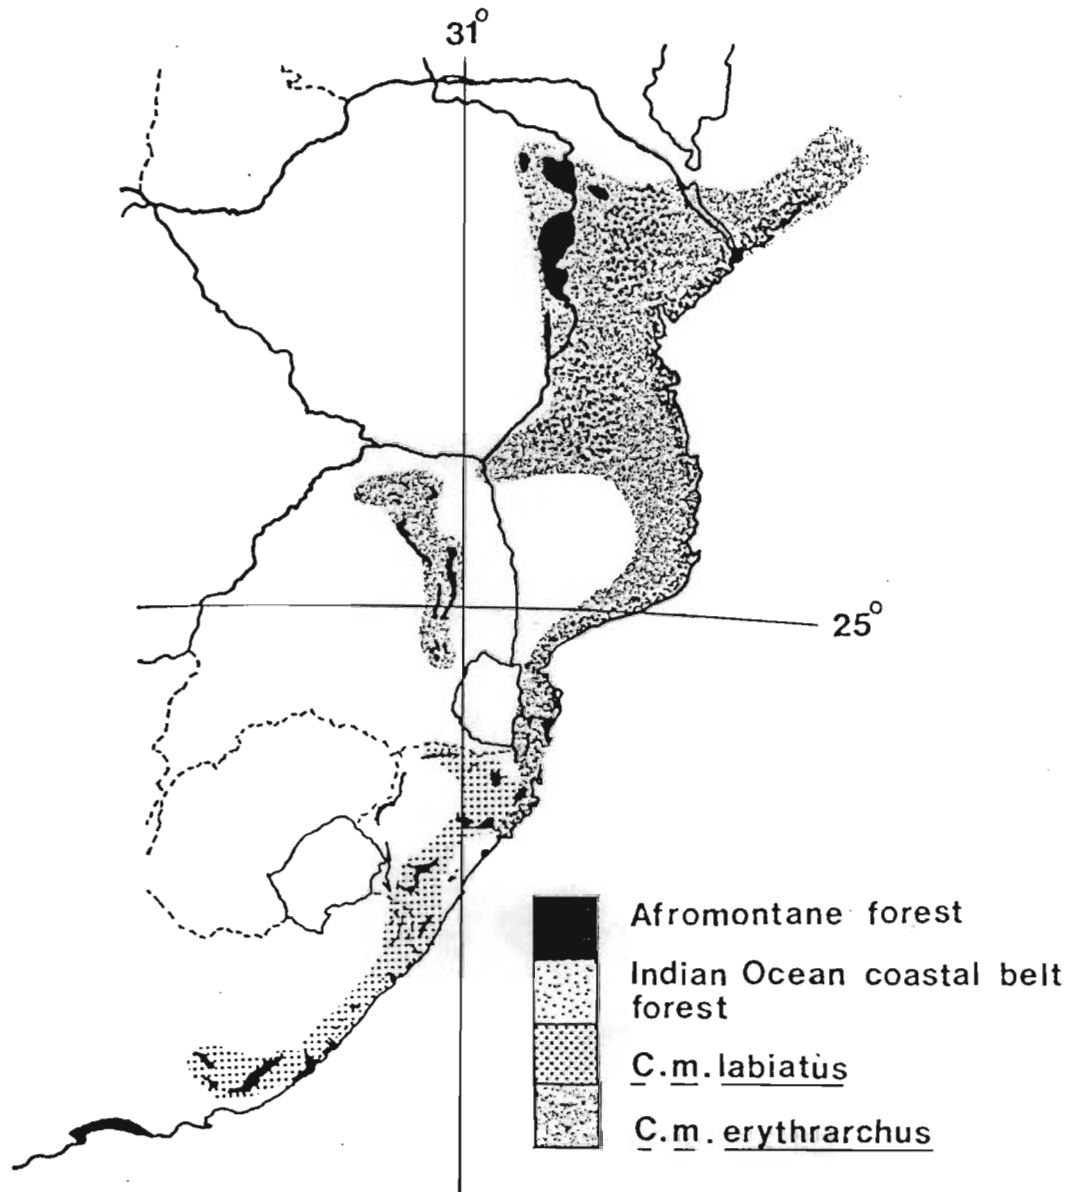 31°
25°
Afromontane forest
Indian Ocean coastal belt
forest
C.m. labiatus
C.m. erythrarchus